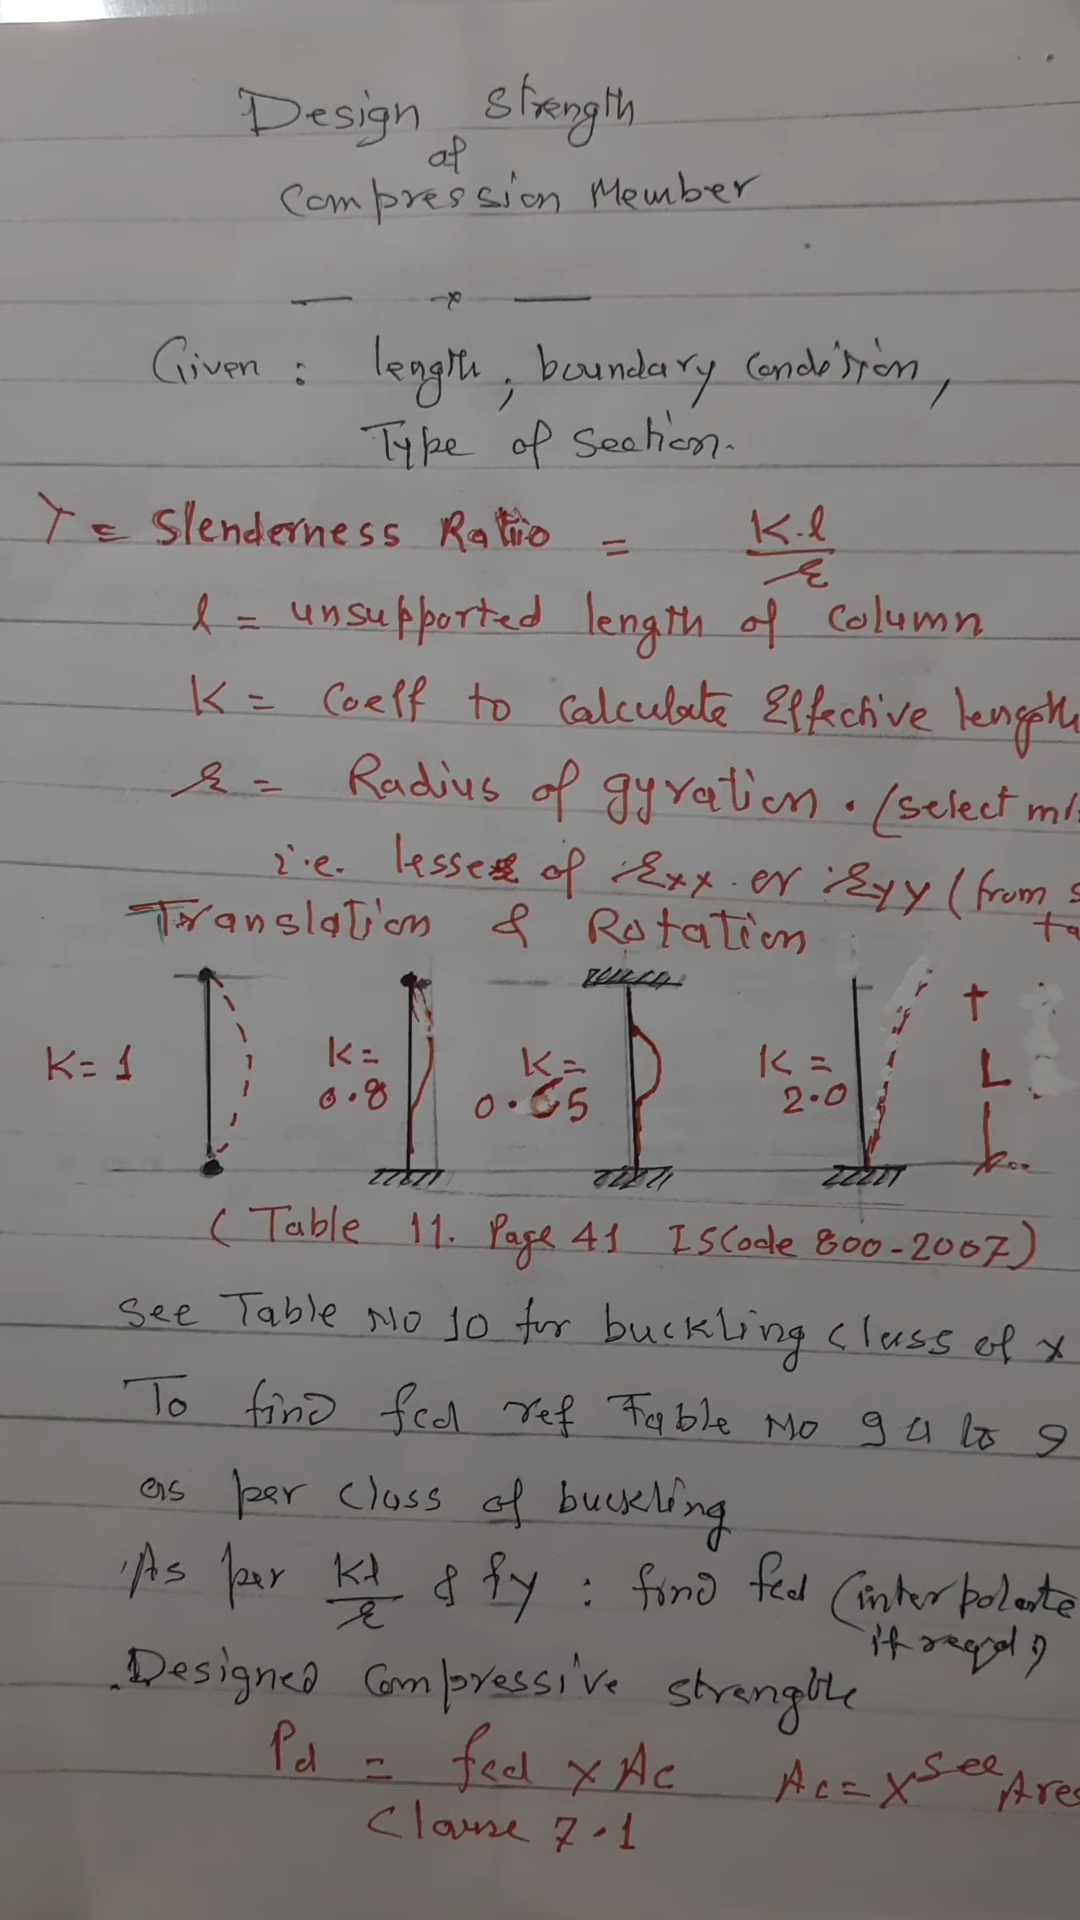 Design Strength
of
Compression Member
Given : length, boundary condition,
Type of Section.
λ = Slenderness Ratio = K.l / r
l = unsupported length of column
K = Coeff to calculate Effective length
r = Radius of gyration. (select
i.e. lesser of rxx or ryy (from
Translation & Rotation
K=1
K= 0.8
K= 0.65
K= 2.0
(Table 11. Page 41 IS Code 800-2007)
See Table No 10 for buckling class of x
To find fcd ref Table No 9a to 9
as per class of buckling
As per Kl/r & fy : find fcd (interpolate
if reqd)
Designed Compressive strength
Pd = fcd x Ac Ac = x sec Area
Clause 7.1